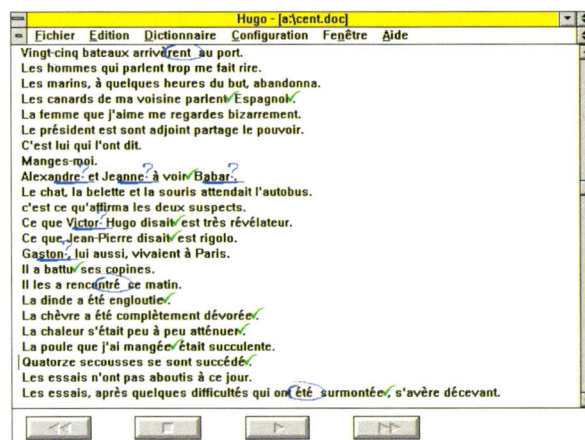 Hugo - [a:\cent.doc]
Fichier Edition Dictionnaire Configuration Fenêtre Aide
Vingt-cinq bateaux arrivèrent au port.
Les hommes qui parlent trop me fait rire.
Les marins, à quelques heures du but, abandonna.
Les canards de ma voisine parlent Espagnol.
La femme que j'aime me regardes bizarrement.
Le président est sont adjoint partage le pouvoir.
C'est lui qui l'ont dit.
Manges-moi.
Alexandre ? et Jeanne ? à voir Babar ?.
Le chat, la belette et la souris attendait l'autobus.
c'est ce qu'affirma les deux suspects.
Ce que Victor ? Hugo disait est très révélateur.
Ce que Jean-Pierre disait est rigolo.
Gaston ?, lui aussi, vivaient à Paris.
Il a battu ses copines.
Il les a rencontré ce matin.
La dinde a été engloutie.
La chèvre a été complètement dévorée.
La chaleur s'était peu à peu atténuer.
La poule que j'ai mangée était succulente.
Quatorze secousses se sont succédé.
Les essais n'ont pas aboutis à ce jour.
Les essais, après quelques difficultés qui ont été surmontée, s'avère décevant.